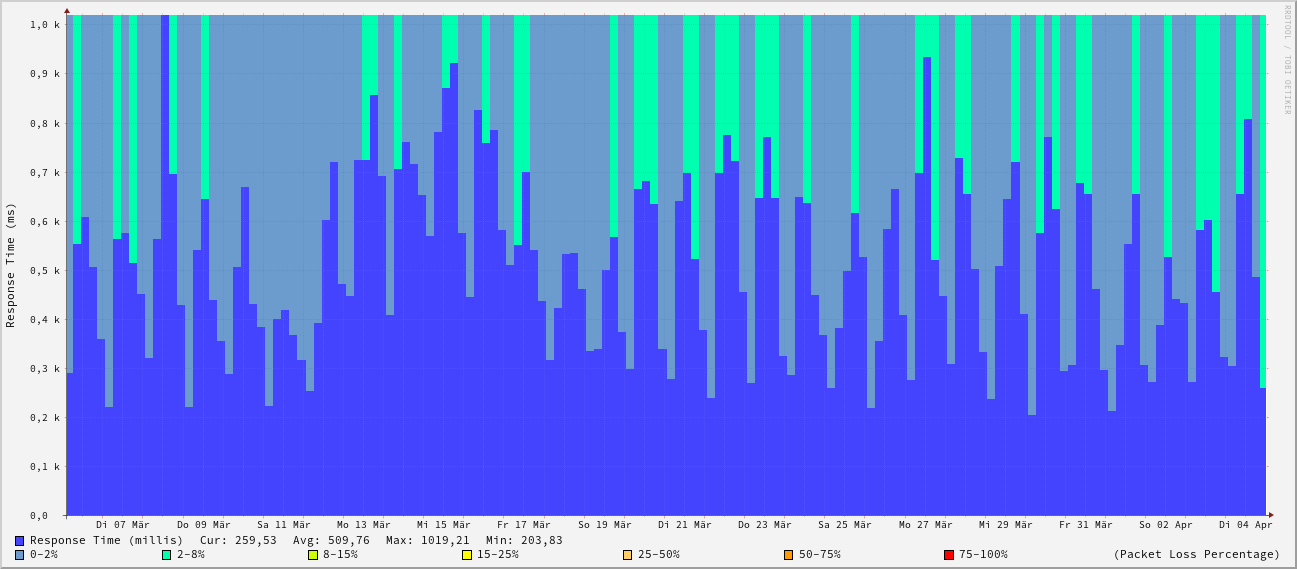 RRDTOOL / TOBI OETIKER
Response Time (ms)
1,0 k
0,9 k
0,8 k
0,7 k
0,6 k
0,5 k
0,4 k
0,3 k
0,2 k
0,1 k
0,0
Di 07 Mär Do 09 Mär Sa 11 Mär Mo 13 Mär Mi 15 Mär Fr 17 Mär So 19 Mär Di 21 Mär Do 23 Mär Sa 25 Mär Mo 27 Mär Mi 29 Mär Fr 31 Mär So 02 Apr Di 04 Apr
Response Time (millis) Cur: 259,53 Avg: 509,76 Max: 1019,21 Min: 203,83
0-2% 2-8% 8-15% 15-25% 25-50% 50-75% 75-100% (Packet Loss Percentage)